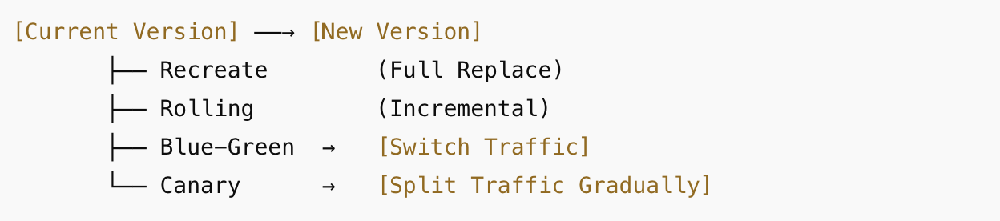 [Current Version] ──→ [New Version]
├── Recreate (Full Replace)
├── Rolling (Incremental)
├── Blue-Green → [Switch Traffic]
└── Canary → [Split Traffic Gradually]